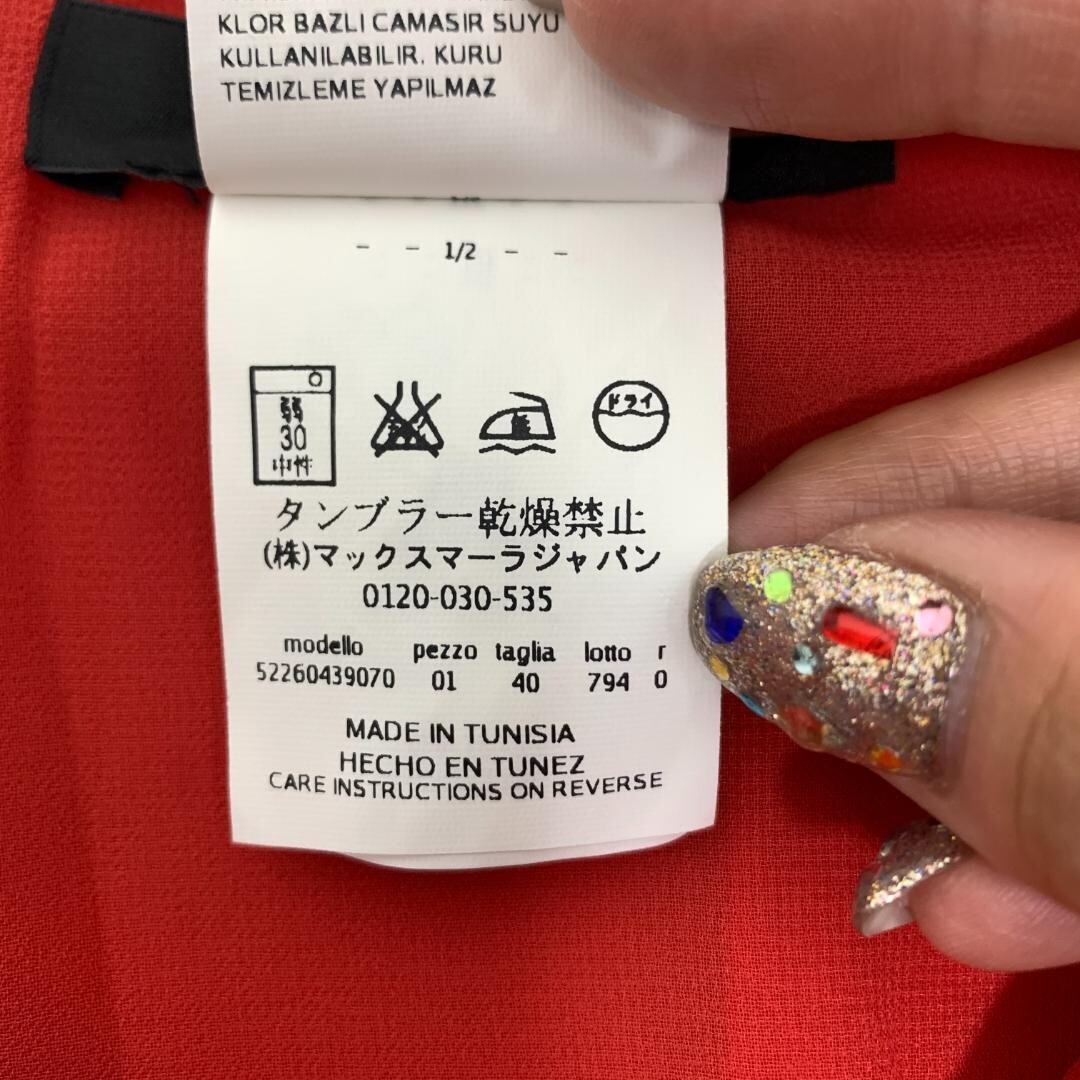 KLOR BAZLI CAMASIR SUYU
KULLANILABILIR. KURU
TEMIZLEME YAPILMAZ
- - 1/2 - -
弱
30
中性
ドライ
タンブラー乾燥禁止
(株)マックスマーラジャパン
0120-030-535
modello pezzo taglia lotto r
52260439070 01 40 794 0
MADE IN TUNISIA
HECHO EN TUNEZ
CARE INSTRUCTIONS ON REVERSE